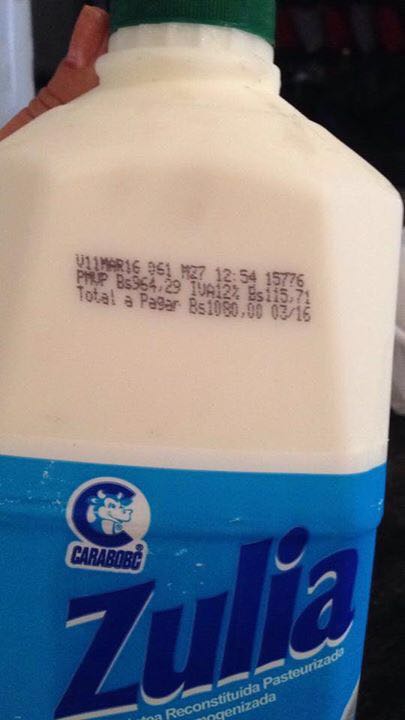 V11MAR16 061 M27 12:54 15776
PMVP Bs964,29 IVA12% Bs115,71
Total a Pagar Bs1080,00 03/16
CARABOBO®
Zulia
Reconstituida Pasteurizada